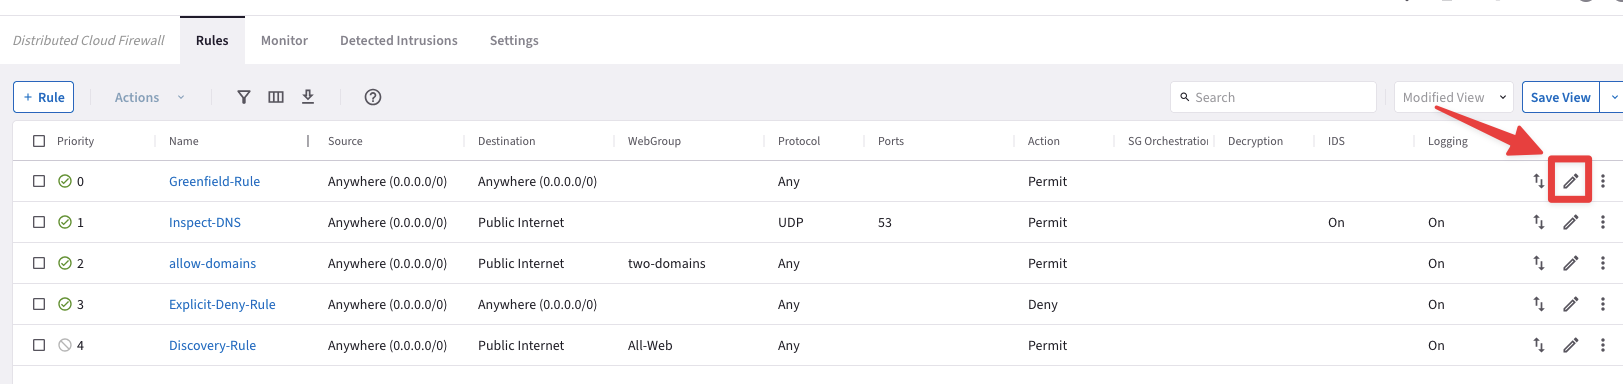 Distributed Cloud Firewall Rules Monitor Detected Intrusions Settings
+ Rule Actions Search Modified View Save View
Priority Name Source Destination WebGroup Protocol Ports Action SG Orchestration Decryption IDS Logging
0 Greenfield-Rule Anywhere (0.0.0.0/0) Anywhere (0.0.0.0/0) Any Permit
1 Inspect-DNS Anywhere (0.0.0.0/0) Public Internet UDP 53 Permit On On
2 allow-domains Anywhere (0.0.0.0/0) Public Internet two-domains Any Permit On
3 Explicit-Deny-Rule Anywhere (0.0.0.0/0) Anywhere (0.0.0.0/0) Any Deny On
4 Discovery-Rule Anywhere (0.0.0.0/0) Public Internet All-Web Any Permit On